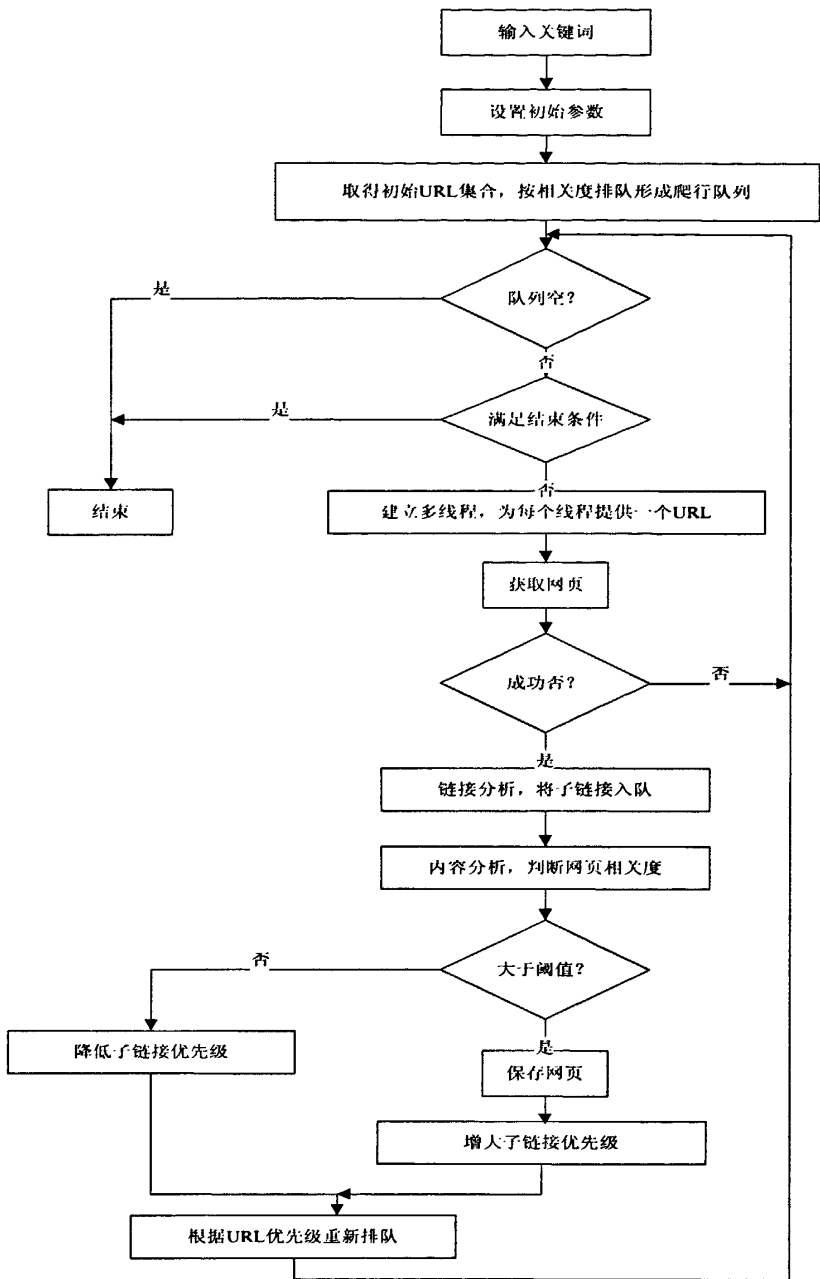 输入关键词
设置初始参数
取得初始URL集合，按相关度排队形成爬行队列
队列空？
是
否
满足结束条件
是
否
结束
建立多线程，为每个线程提供一个URL
获取网页
成功否？
否
是
链接分析，将子链接入队
内容分析，判断网页相关度
大于阈值？
否
是
降低子链接优先级
保存网页
增大子链接优先级
根据URL优先级重新排队